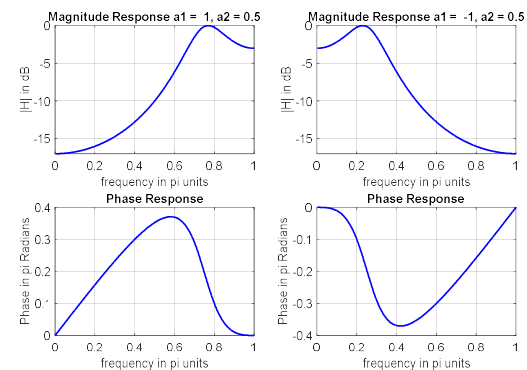 Magnitude Response a1 =  1, a2 = 0.5
0
-5
-10
-15
|H| in dB
0 0.2 0.4 0.6 0.8 1
frequency in pi units
Magnitude Response a1 =  -1, a2 = 0.5
0
-5
-10
-15
|H| in dB
0 0.2 0.4 0.6 0.8 1
frequency in pi units
Phase Response
0.4
0.3
0.2
0.1
0
Phase in pi Radians
0 0.2 0.4 0.6 0.8 1
frequency in pi units
Phase Response
0
-0.1
-0.2
-0.3
-0.4
Phase in pi Radians
0 0.2 0.4 0.6 0.8 1
frequency in pi units